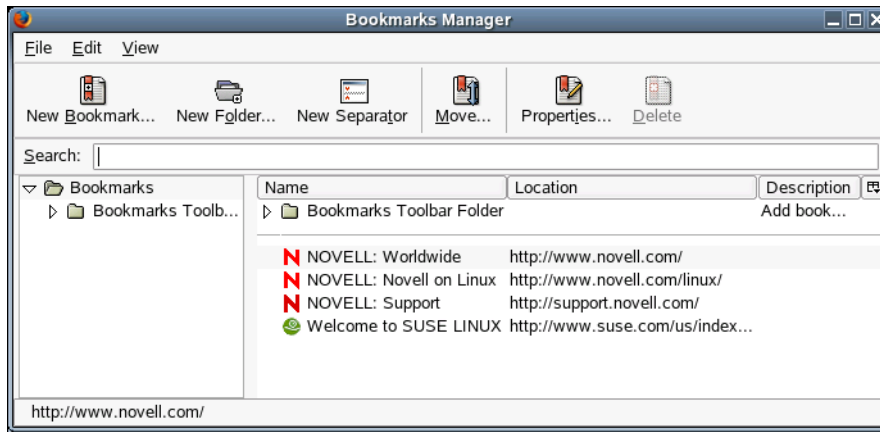 Bookmarks Manager
File Edit View
New Bookmark... New Folder... New Separator Move... Properties... Delete
Search:
Bookmarks
Bookmarks Toolb...
Name Location Description
Bookmarks Toolbar Folder Add book...
NOVELL: Worldwide http://www.novell.com/
NOVELL: Novell on Linux http://www.novell.com/linux/
NOVELL: Support http://support.novell.com/
Welcome to SUSE LINUX http://www.suse.com/us/index...
http://www.novell.com/